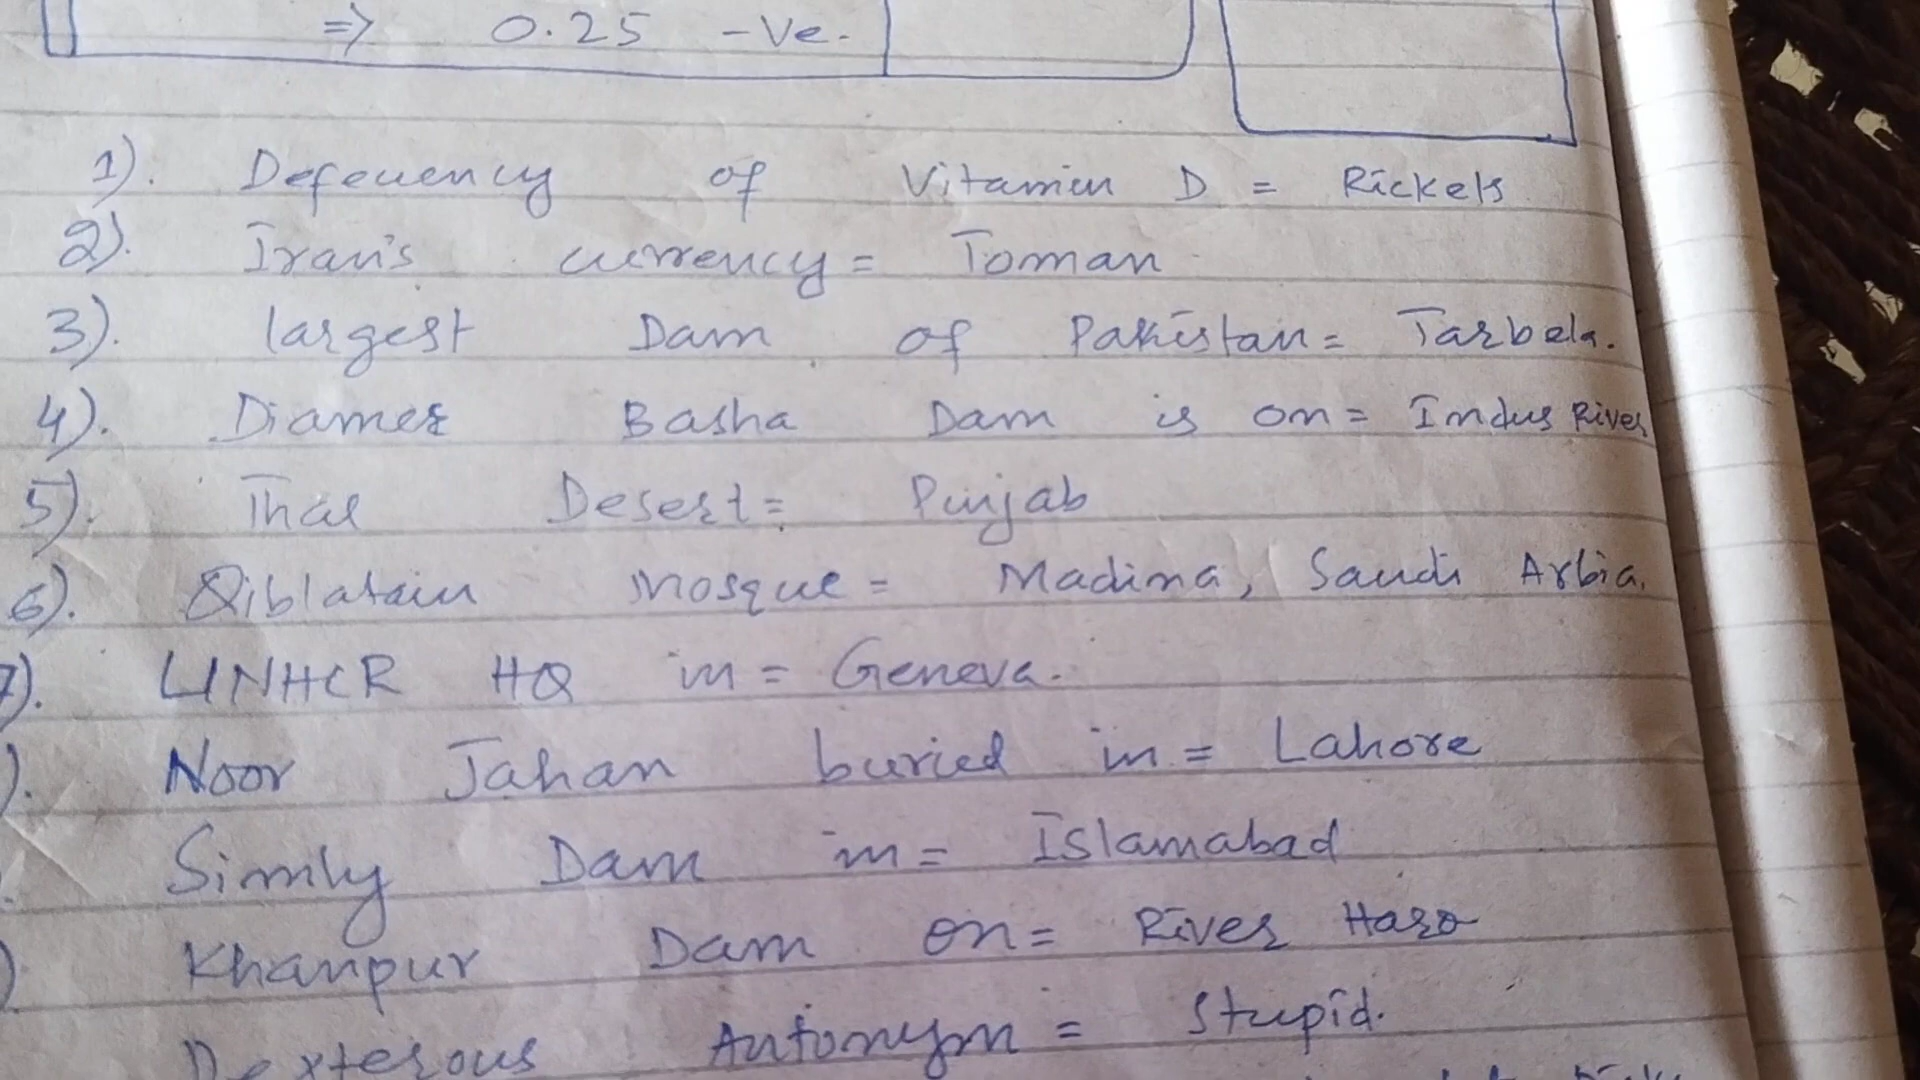 => 0.25 -Ve.
1). Defeuency of Vitamin D = Rickets
2). Iran's currency = Toman
3). largest Dam of Pakistan = Tarbela.
4). Diamer Basha Dam is on = Indus River
5). Thal Desert = Punjab
6). Qiblatain Mosque = Madina, Saudi Arbia.
7). UNHCR HQ in = Geneva.
). Noor Jahan buried in = Lahore
Simly Dam in = Islamabad
) Khanpur Dam on = River Haro
Dexterous Antonym = Stupid.